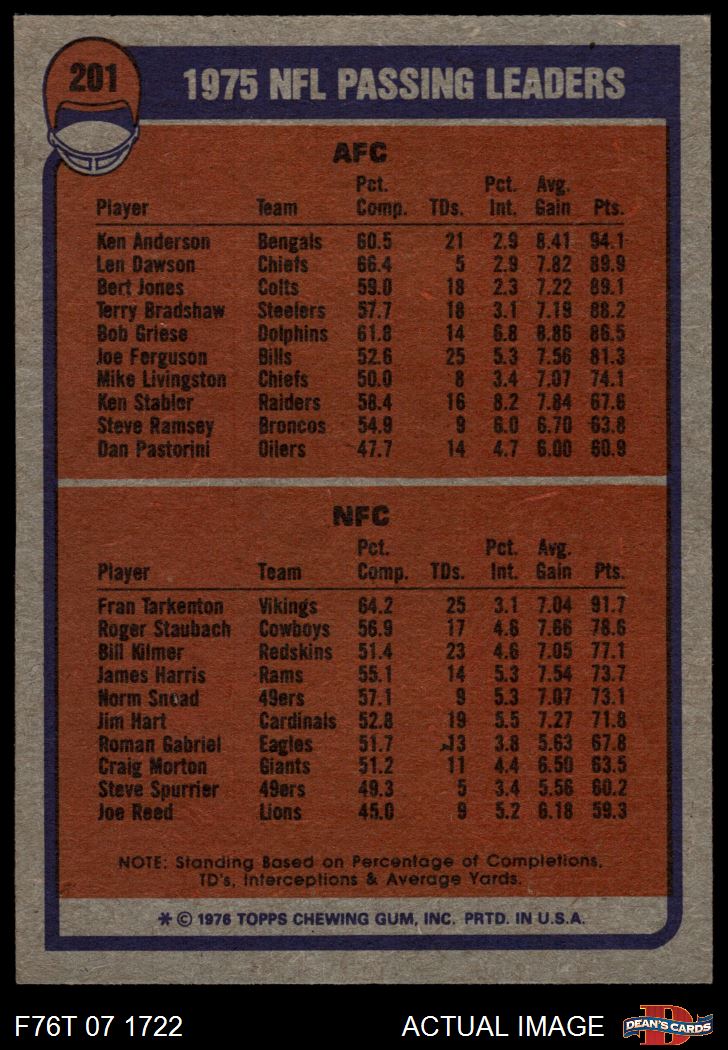 201
1975 NFL PASSING LEADERS
AFC
Pct. Pct. Avg.
Player Team Comp. TDs. Int. Gain Pts.
Ken Anderson Bengals 60.5 21 2.9 8.41 94.1
Len Dawson Chiefs 66.4 5 2.9 7.82 89.9
Bert Jones Colts 59.0 18 2.3 7.22 89.1
Terry Bradshaw Steelers 57.7 18 3.1 7.19 88.2
Bob Griese Dolphins 61.8 14 6.8 8.86 86.5
Joe Ferguson Bills 52.6 25 5.3 7.56 81.3
Mike Livingston Chiefs 50.0 8 3.4 7.07 74.1
Ken Stabler Raiders 58.4 16 8.2 7.84 67.6
Steve Ramsey Broncos 54.9 9 6.0 6.70 63.8
Dan Pastorini Oilers 47.7 14 4.7 6.00 60.9
NFC
Pct. Pct. Avg.
Player Team Comp. TDs. Int. Gain Pts.
Fran Tarkenton Vikings 64.2 25 3.1 7.04 91.7
Roger Staubach Cowboys 56.9 17 4.6 7.66 78.6
Bill Kilmer Redskins 51.4 23 4.6 7.05 77.1
James Harris Rams 55.1 14 5.3 7.54 73.7
Norm Snead 49ers 57.1 9 5.3 7.07 73.1
Jim Hart Cardinals 52.8 19 5.5 7.27 71.8
Roman Gabriel Eagles 51.7 13 3.8 5.63 67.8
Craig Morton Giants 51.2 11 4.4 6.50 63.5
Steve Spurrier 49ers 49.3 5 3.4 5.56 60.2
Joe Reed Lions 45.0 9 5.2 6.18 59.3
NOTE: Standing Based on Percentage of Completions,
TD's, Interceptions & Average Yards.
* © 1976 TOPPS CHEWING GUM, INC. PRTD. IN U.S.A.
F76T 07 1722 ACTUAL IMAGE
D
DEAN'S CARDS